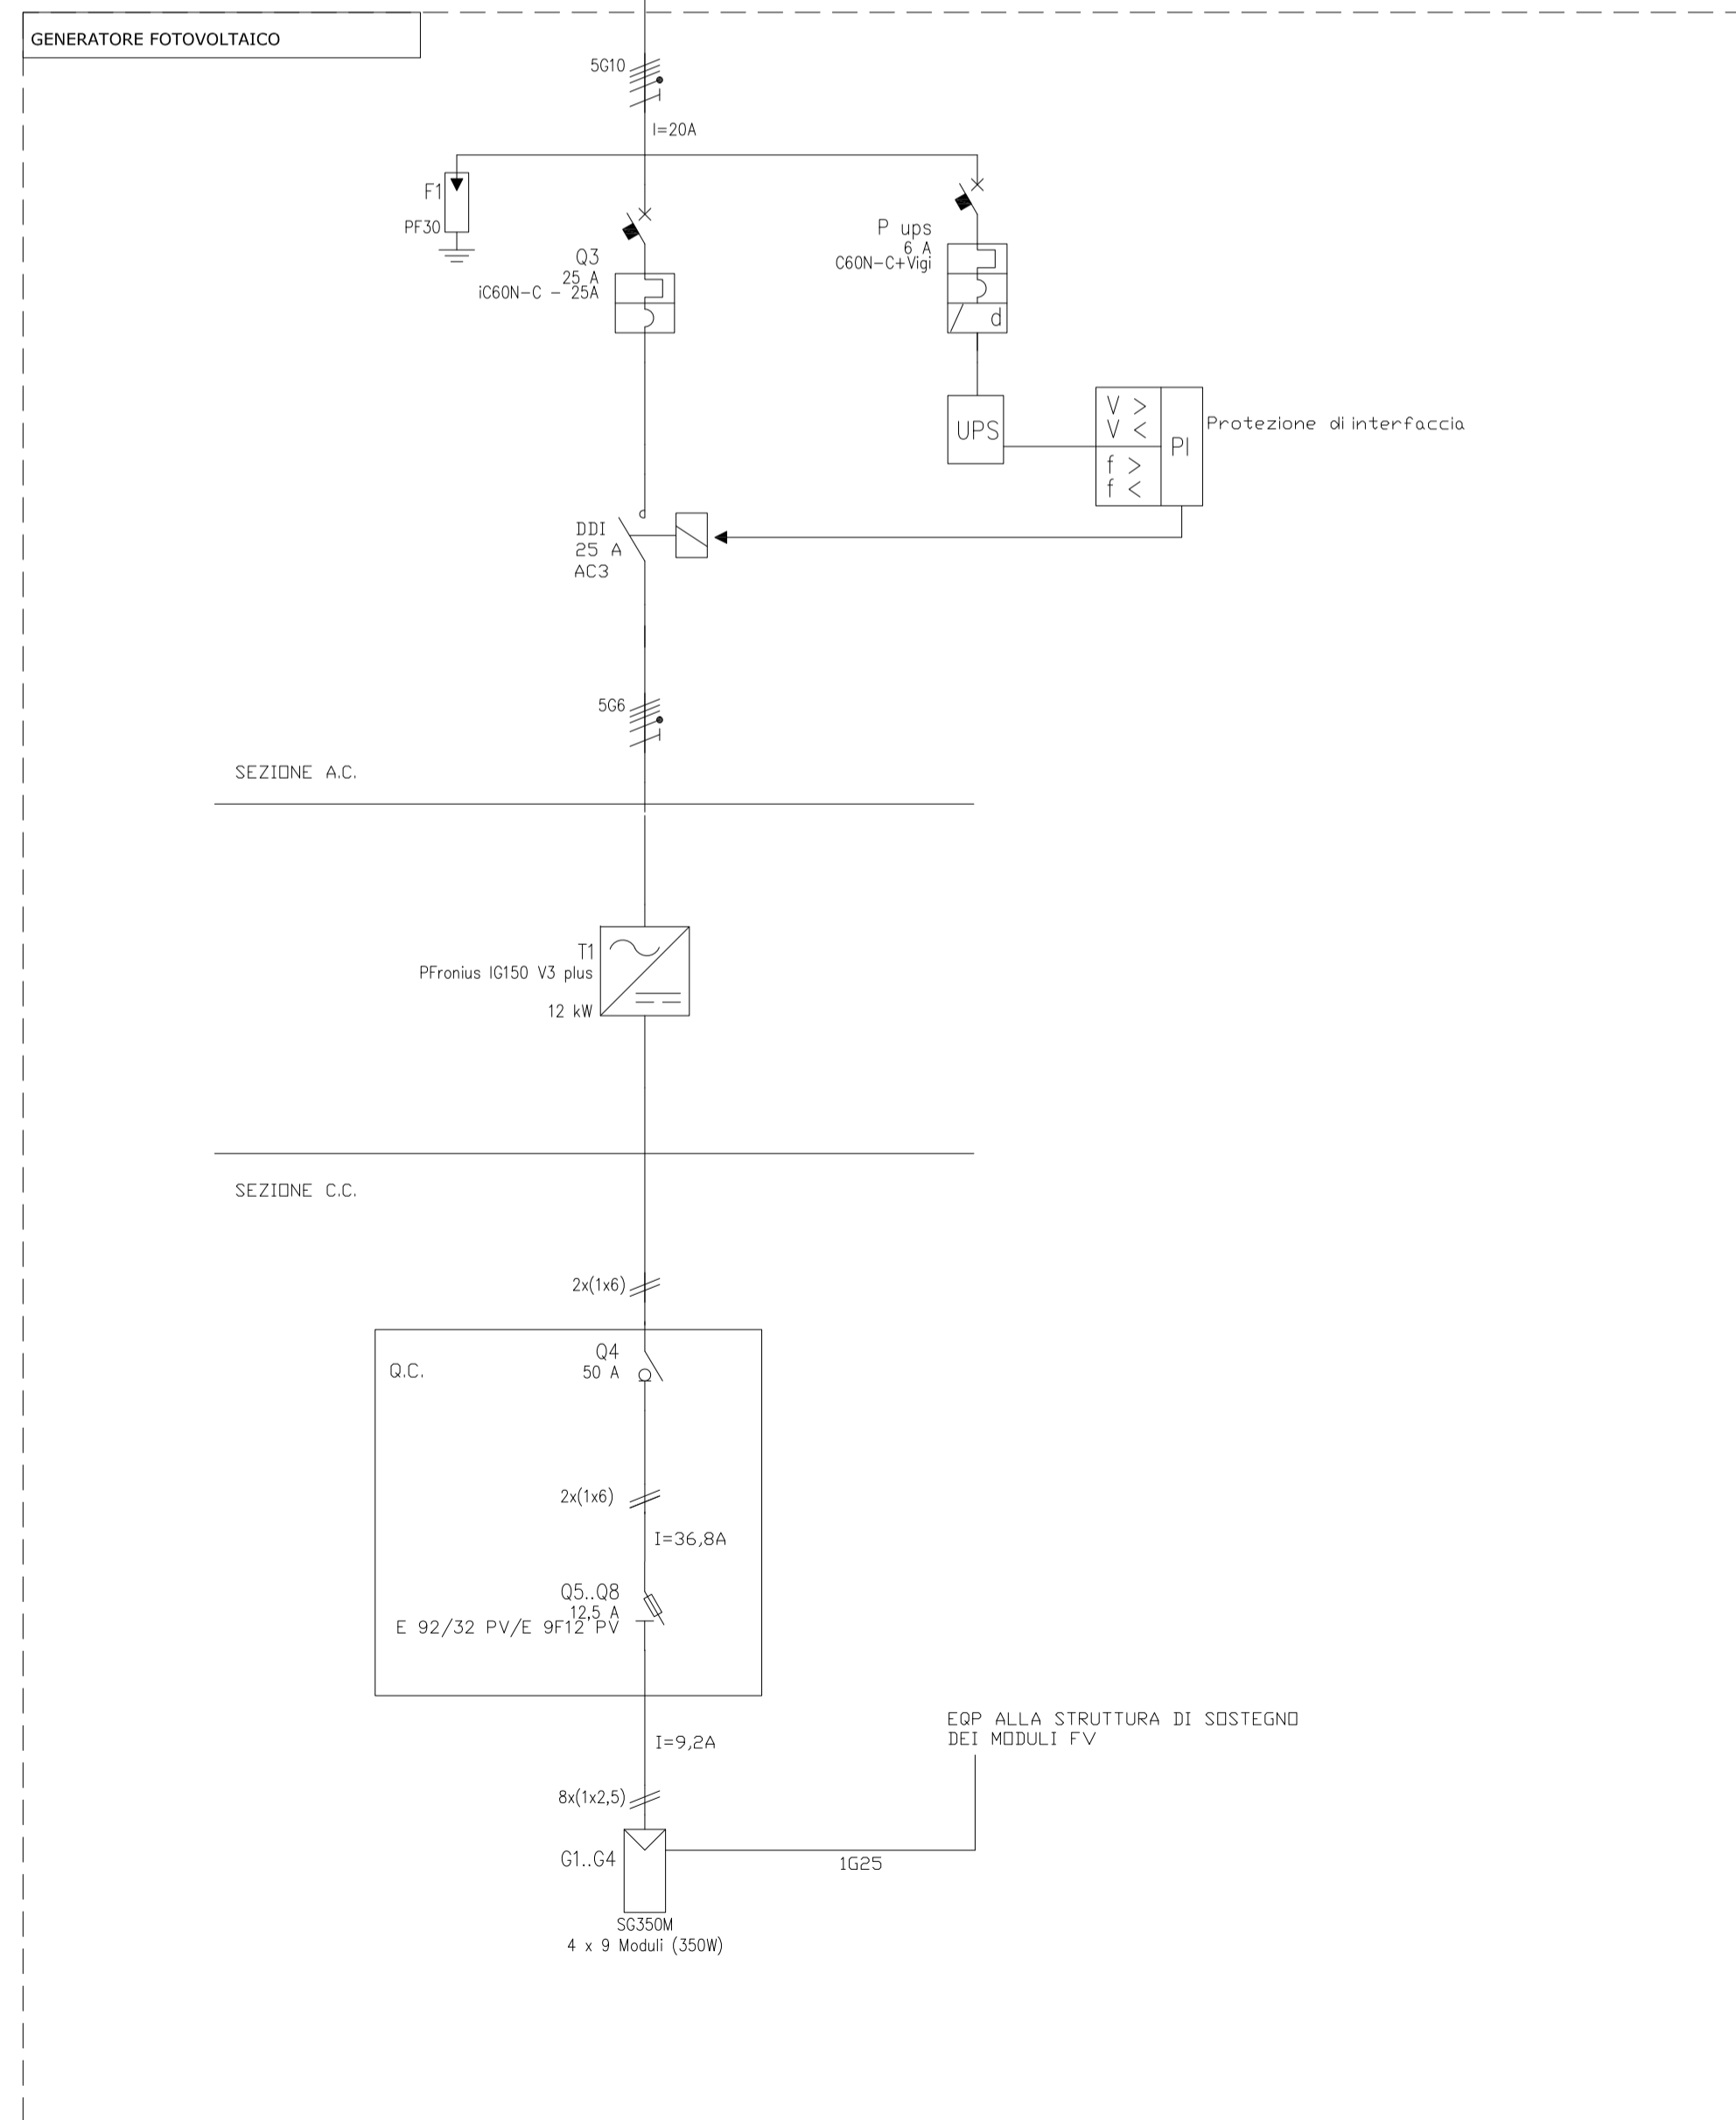 GENERATORE FOTOVOLTAICO
5G10
I=20A
F1
PF30
Q3
25 A
iC60N-C - 25A
P ups
6 A
C60N-C+Vigi
d
UPS
V >
V <
f >
f <
PI
Protezione di interfaccia
DDI
25 A
AC3
5G6
SEZIONE A.C.
T1
PFronius IG150 V3 plus
12 kW
SEZIONE C.C.
2x(1x6)
Q.C.
Q4
50 A
2x(1x6)
I=36,8A
Q5..Q8
12,5 A
E 92/32 PV/E 9F12 PV
I=9,2A
EQP ALLA STRUTTURA DI SOSTEGNO
DEI MODULI FV
8x(1x2,5)
G1..G4
1G25
SG350M
4 x 9 Moduli (350W)